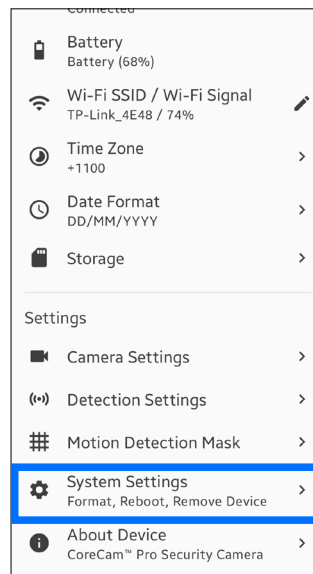 Connected
Battery
Battery (68%)
Wi-Fi SSID / Wi-Fi Signal
TP-Link_4E48 / 74%
Time Zone
+1100
Date Format
DD/MM/YYYY
Storage
Settings
Camera Settings
Detection Settings
Motion Detection Mask
System Settings
Format, Reboot, Remove Device
About Device
CoreCam™ Pro Security Camera